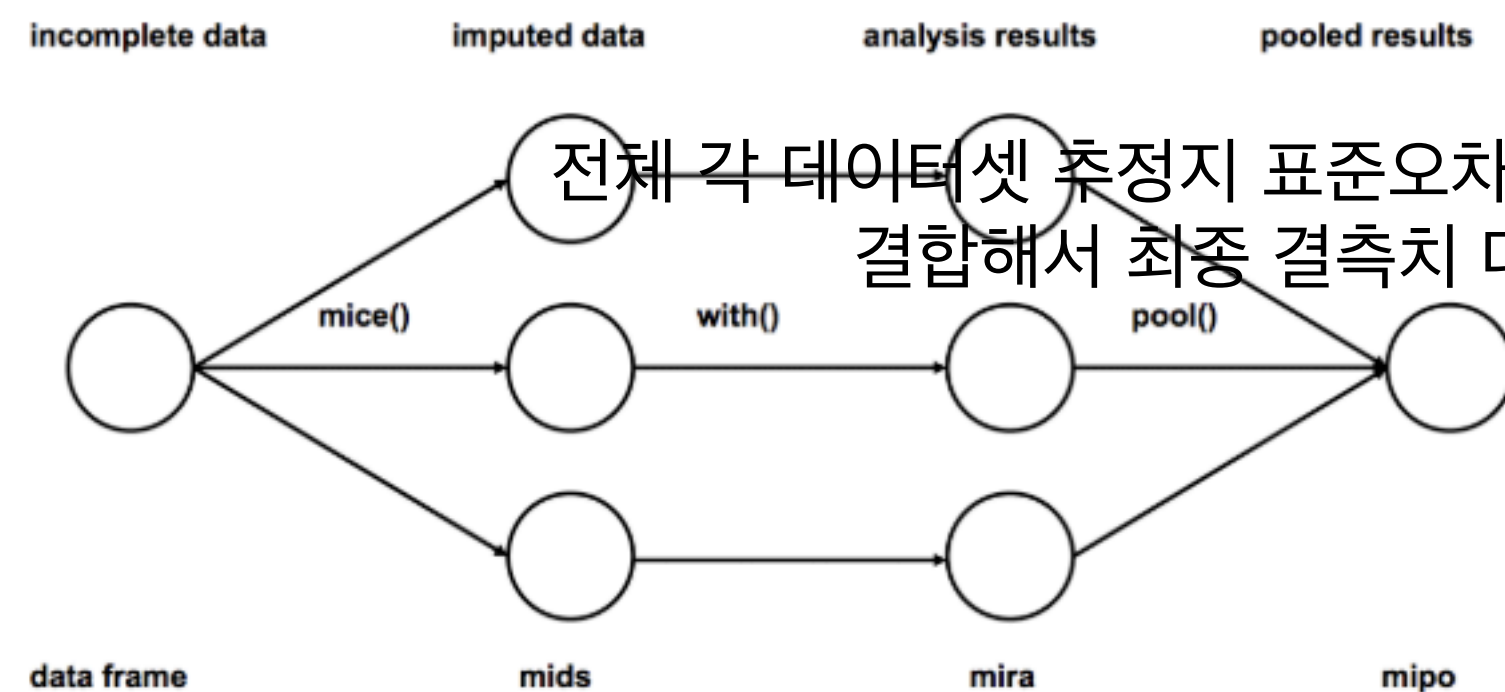 incomplete data imputed data analysis results pooled results
전체 각 데이터셋 추정지 표준오차
결합해서 최종 결측치
mice() with() pool()
data frame mids mira mipo